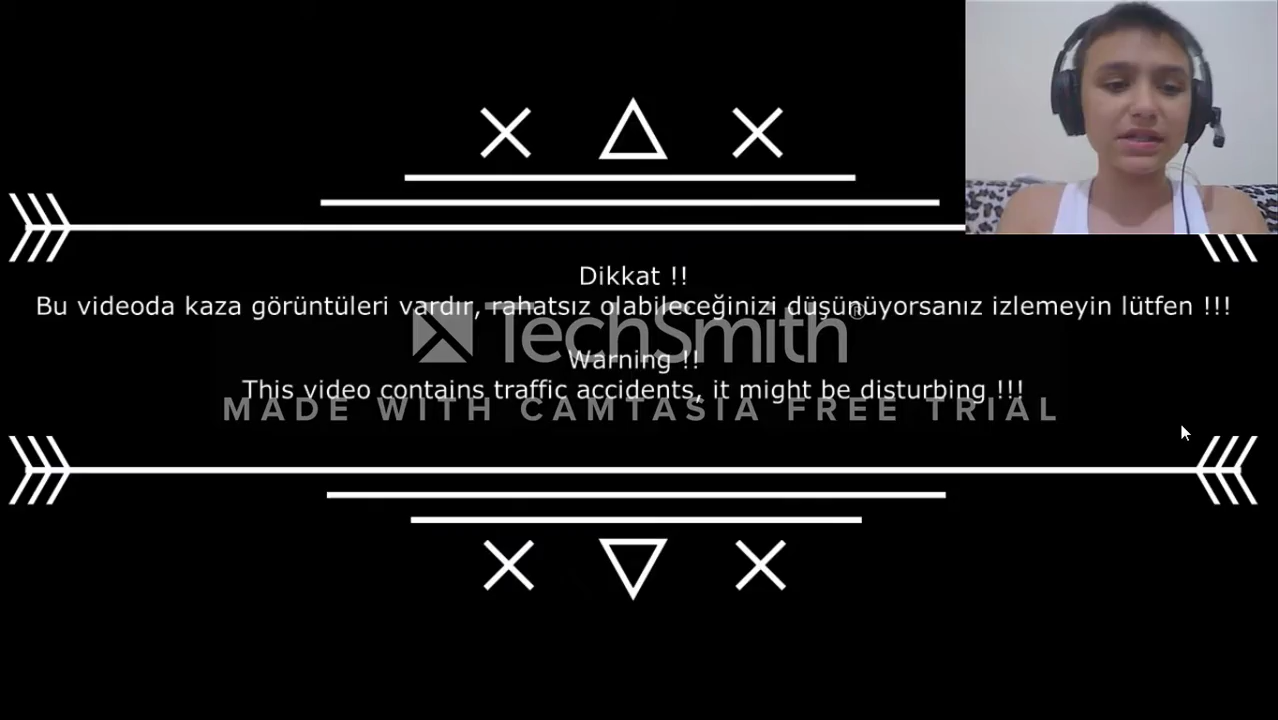 Dikkat !!
Bu videoda kaza görüntüleri vardır, rahatsız olabileceğinizi düşünüyorsanız izlemeyin lütfen !!!
TechSmith®
Warning !!
This video contains traffic accidents, it might be disturbing !!!
MADE WITH CAMTASIA FREE TRIAL